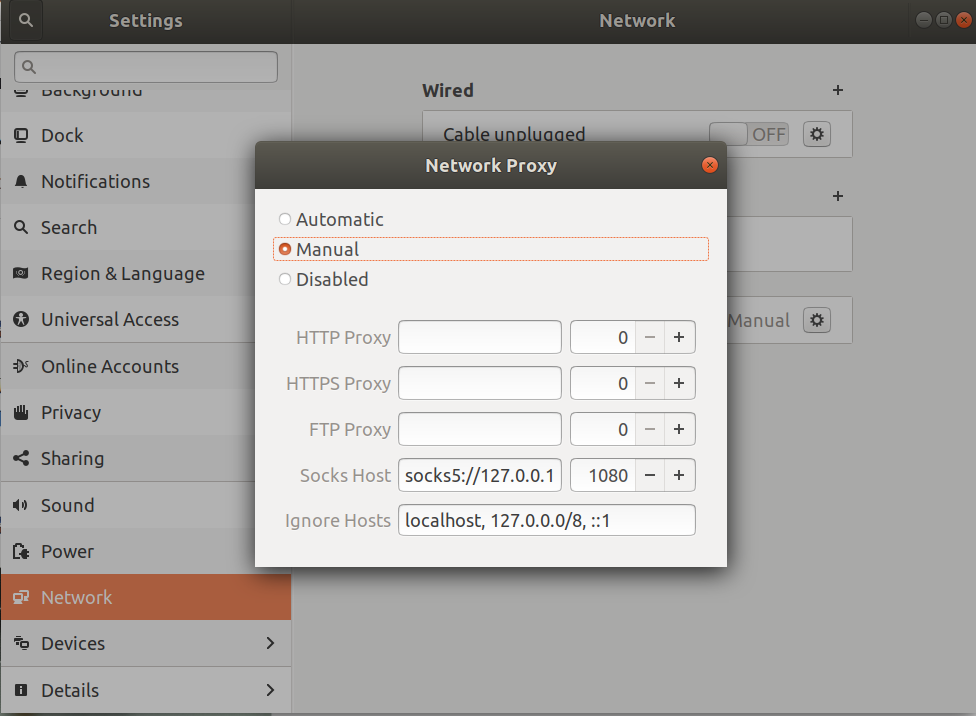 Settings
Network
Background
Dock
Notifications
Search
Region & Language
Universal Access
Online Accounts
Privacy
Sharing
Sound
Power
Network
Devices
Details
Wired
Cable unplugged OFF
Manual
Network Proxy
Automatic
Manual
Disabled
HTTP Proxy 0
HTTPS Proxy 0
FTP Proxy 0
Socks Host socks5://127.0.0.1 1080
Ignore Hosts localhost, 127.0.0.0/8, ::1